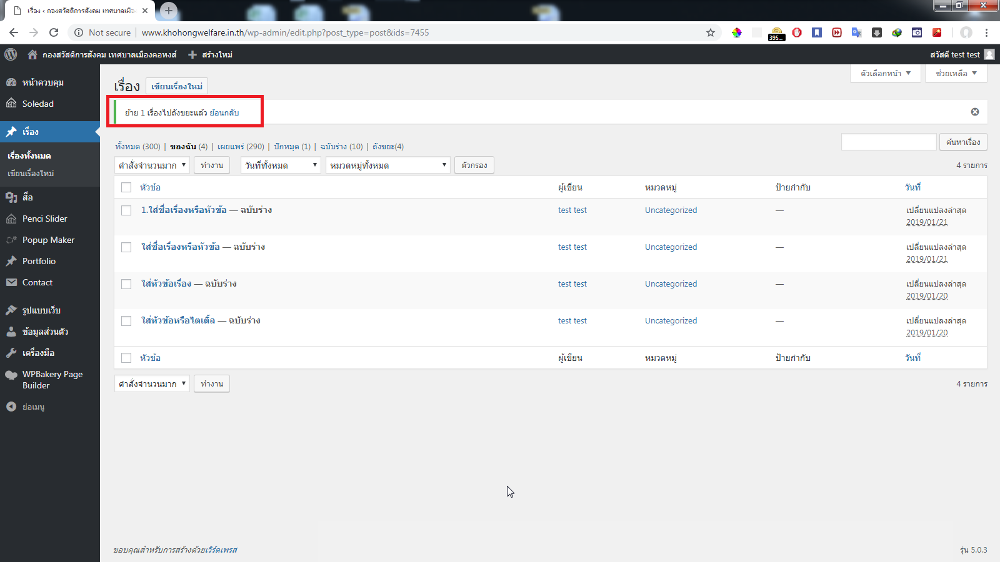 เรื่อง ‹ กองสวัสดิการสังคม เทศบาลเมือง
Not secure www.khohongwelfare.in.th/wp-admin/edit.php?post_type=post&ids=7455
395...
กองสวัสดิการสังคม เทศบาลเมืองคอหงส์ สร้างใหม่ สวัสดี test test
ตัวเลือกหน้า ช่วยเหลือ
หน้าควบคุม
Soledad
เรื่อง
เรื่องทั้งหมด
เขียนเรื่องใหม่
สื่อ
Penci Slider
Popup Maker
Portfolio
Contact
รูปแบบเว็บ
ข้อมูลส่วนตัว
เครื่องมือ
WPBakery Page
Builder
ย่อเมนู
เรื่อง เขียนเรื่องใหม่
ย้าย 1 เรื่องไปถังขยะแล้ว ย้อนกลับ
ทั้งหมด (300) | ของฉัน (4) | เผยแพร่ (290) | ปักหมุด (1) | ฉบับร่าง (10) | ถังขยะ(4)
ค้นหาเรื่อง
คำสั่งจำนวนมาก ทำงาน วันที่ทั้งหมด หมวดหมู่ทั้งหมด ตัวกรอง 4 รายการ
หัวข้อ ผู้เขียน หมวดหมู่ ป้ายกำกับ วันที่
1.ใส่ชื่อเรื่องหรือหัวข้อ — ฉบับร่าง test test Uncategorized — เปลี่ยนแปลงล่าสุด
2019/01/21
ใส่ชื่อเรื่องหรือหัวข้อ — ฉบับร่าง test test Uncategorized — เปลี่ยนแปลงล่าสุด
2019/01/21
ใส่หัวข้อเรื่อง — ฉบับร่าง test test Uncategorized — เปลี่ยนแปลงล่าสุด
2019/01/20
ใส่หัวข้อหรือไตเติ้ล — ฉบับร่าง test test Uncategorized — เปลี่ยนแปลงล่าสุด
2019/01/20
หัวข้อ ผู้เขียน หมวดหมู่ ป้ายกำกับ วันที่
คำสั่งจำนวนมาก ทำงาน 4 รายการ
ขอบคุณสำหรับการสร้างด้วยเวิร์ดเพรส รุ่น 5.0.3